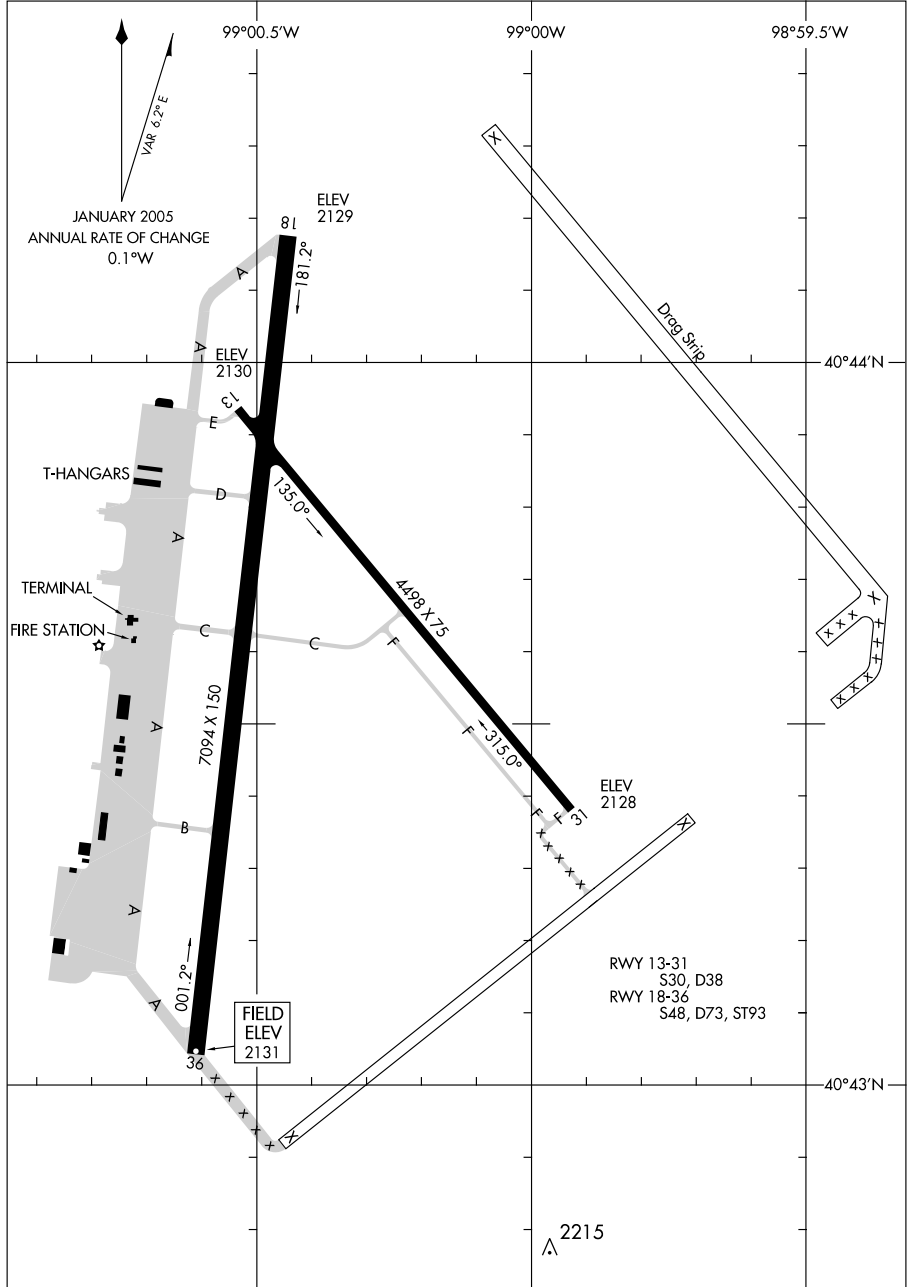 99°00.5'W
99°00'W
98°59.5'W
VAR 6.2° E
JANUARY 2005
ANNUAL RATE OF CHANGE
0.1°W
ELEV
2129
18
181.2°
A
A
ELEV
2130
13
E
Drag Strip
40°44'N
X
T-HANGARS
D
135.0°
A
TERMINAL
FIRE STATION
C
C
4498 X 75
F
X
X X X
X X X X
X X X
7094 X 150
A
F
315.0°
ELEV
2128
F
F
31
B
X
X X X X X
A
RWY 13-31
S30, D38
RWY 18-36
S48, D73, ST93
001.2°
A
FIELD
ELEV
2131
36
X X X X X
X
40°43'N
2215